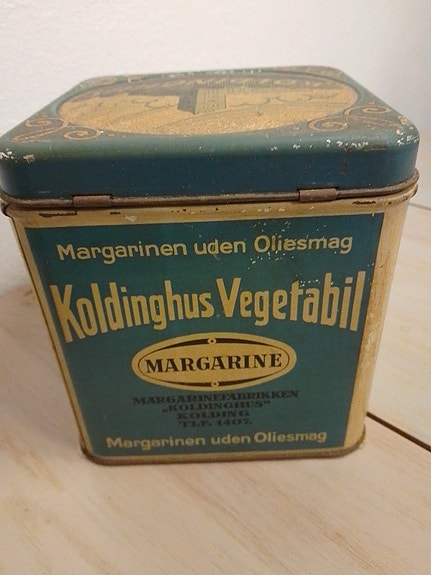 Margarinen uden Oliesmag
Koldinghus Vegetabil
MARGARINE
MARGARINEFABRIKKEN
„KOLDINGHUS"
KOLDING
TLF. 1407.
Margarinen uden Oliesmag